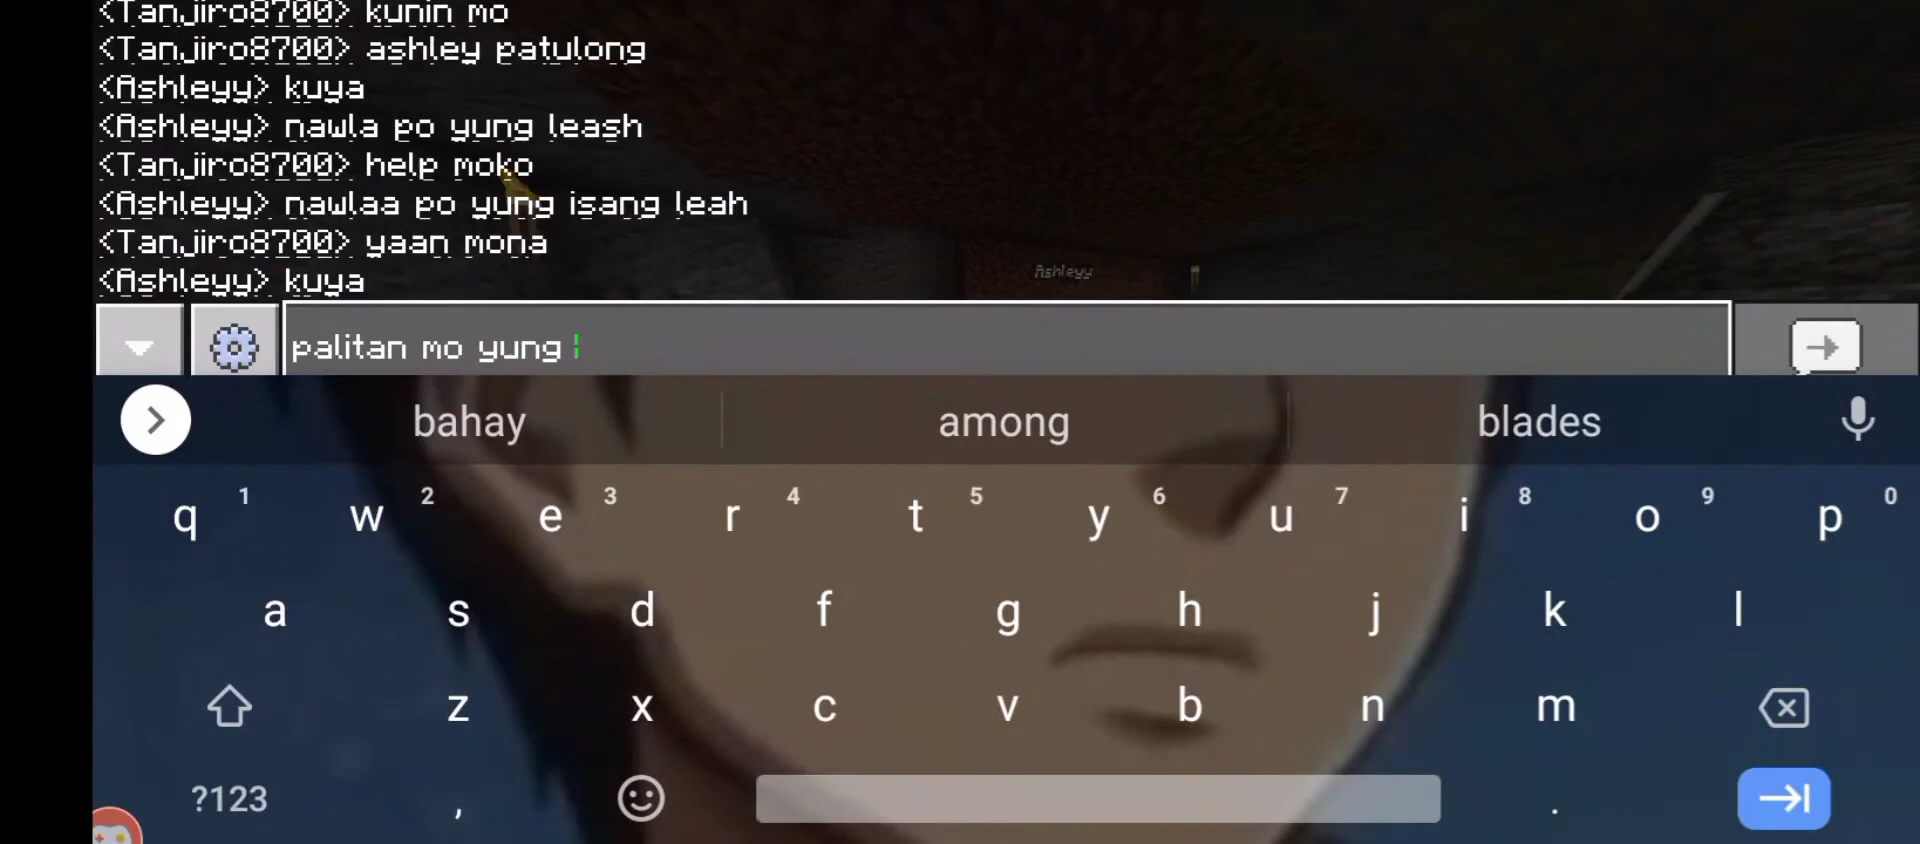 <Tanjiro8700> kunin mo
<Tanjiro8700> ashley patulong
<Ashleyy> kuya
<Ashleyy> nawla po yung leash
<Tanjiro8700> help moko
<Ashleyy> nawlaa po yung isang leah
<Tanjiro8700> yaan mona
<Ashleyy> kuya
Ashleyy
palitan mo yung
bahay among blades
q 1 w 2 e 3 r 4 t 5 y 6 u 7 i 8 o 9 p 0
a s d f g h j k l
z x c v b n m
?123 , .